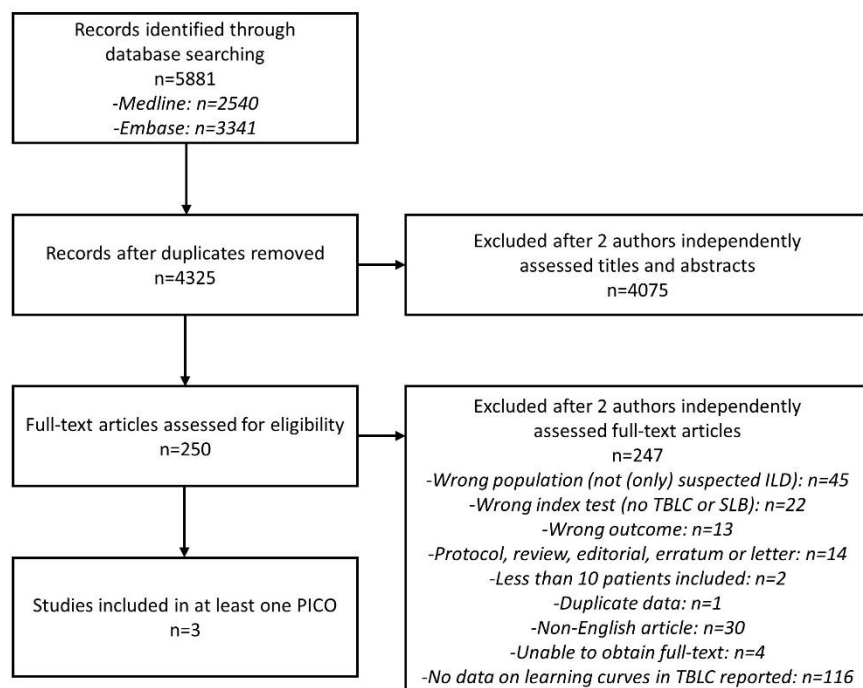 Records identified through
database searching
n=5881
-Medline: n=2540
-Embase: n=3341
Records after duplicates removed
n=4325
Excluded after 2 authors independently
assessed titles and abstracts
n=4075
Full-text articles assessed for eligibility
n=250
Excluded after 2 authors independently
assessed full-text articles
n=247
-Wrong population (not (only) suspected ILD): n=45
-Wrong index test (no TBLC or SLB): n=22
-Wrong outcome: n=13
-Protocol, review, editorial, erratum or letter: n=14
-Less than 10 patients included: n=2
-Duplicate data: n=1
-Non-English article: n=30
-Unable to obtain full-text: n=4
-No data on learning curves in TBLC reported: n=116
Studies included in at least one PICO
n=3